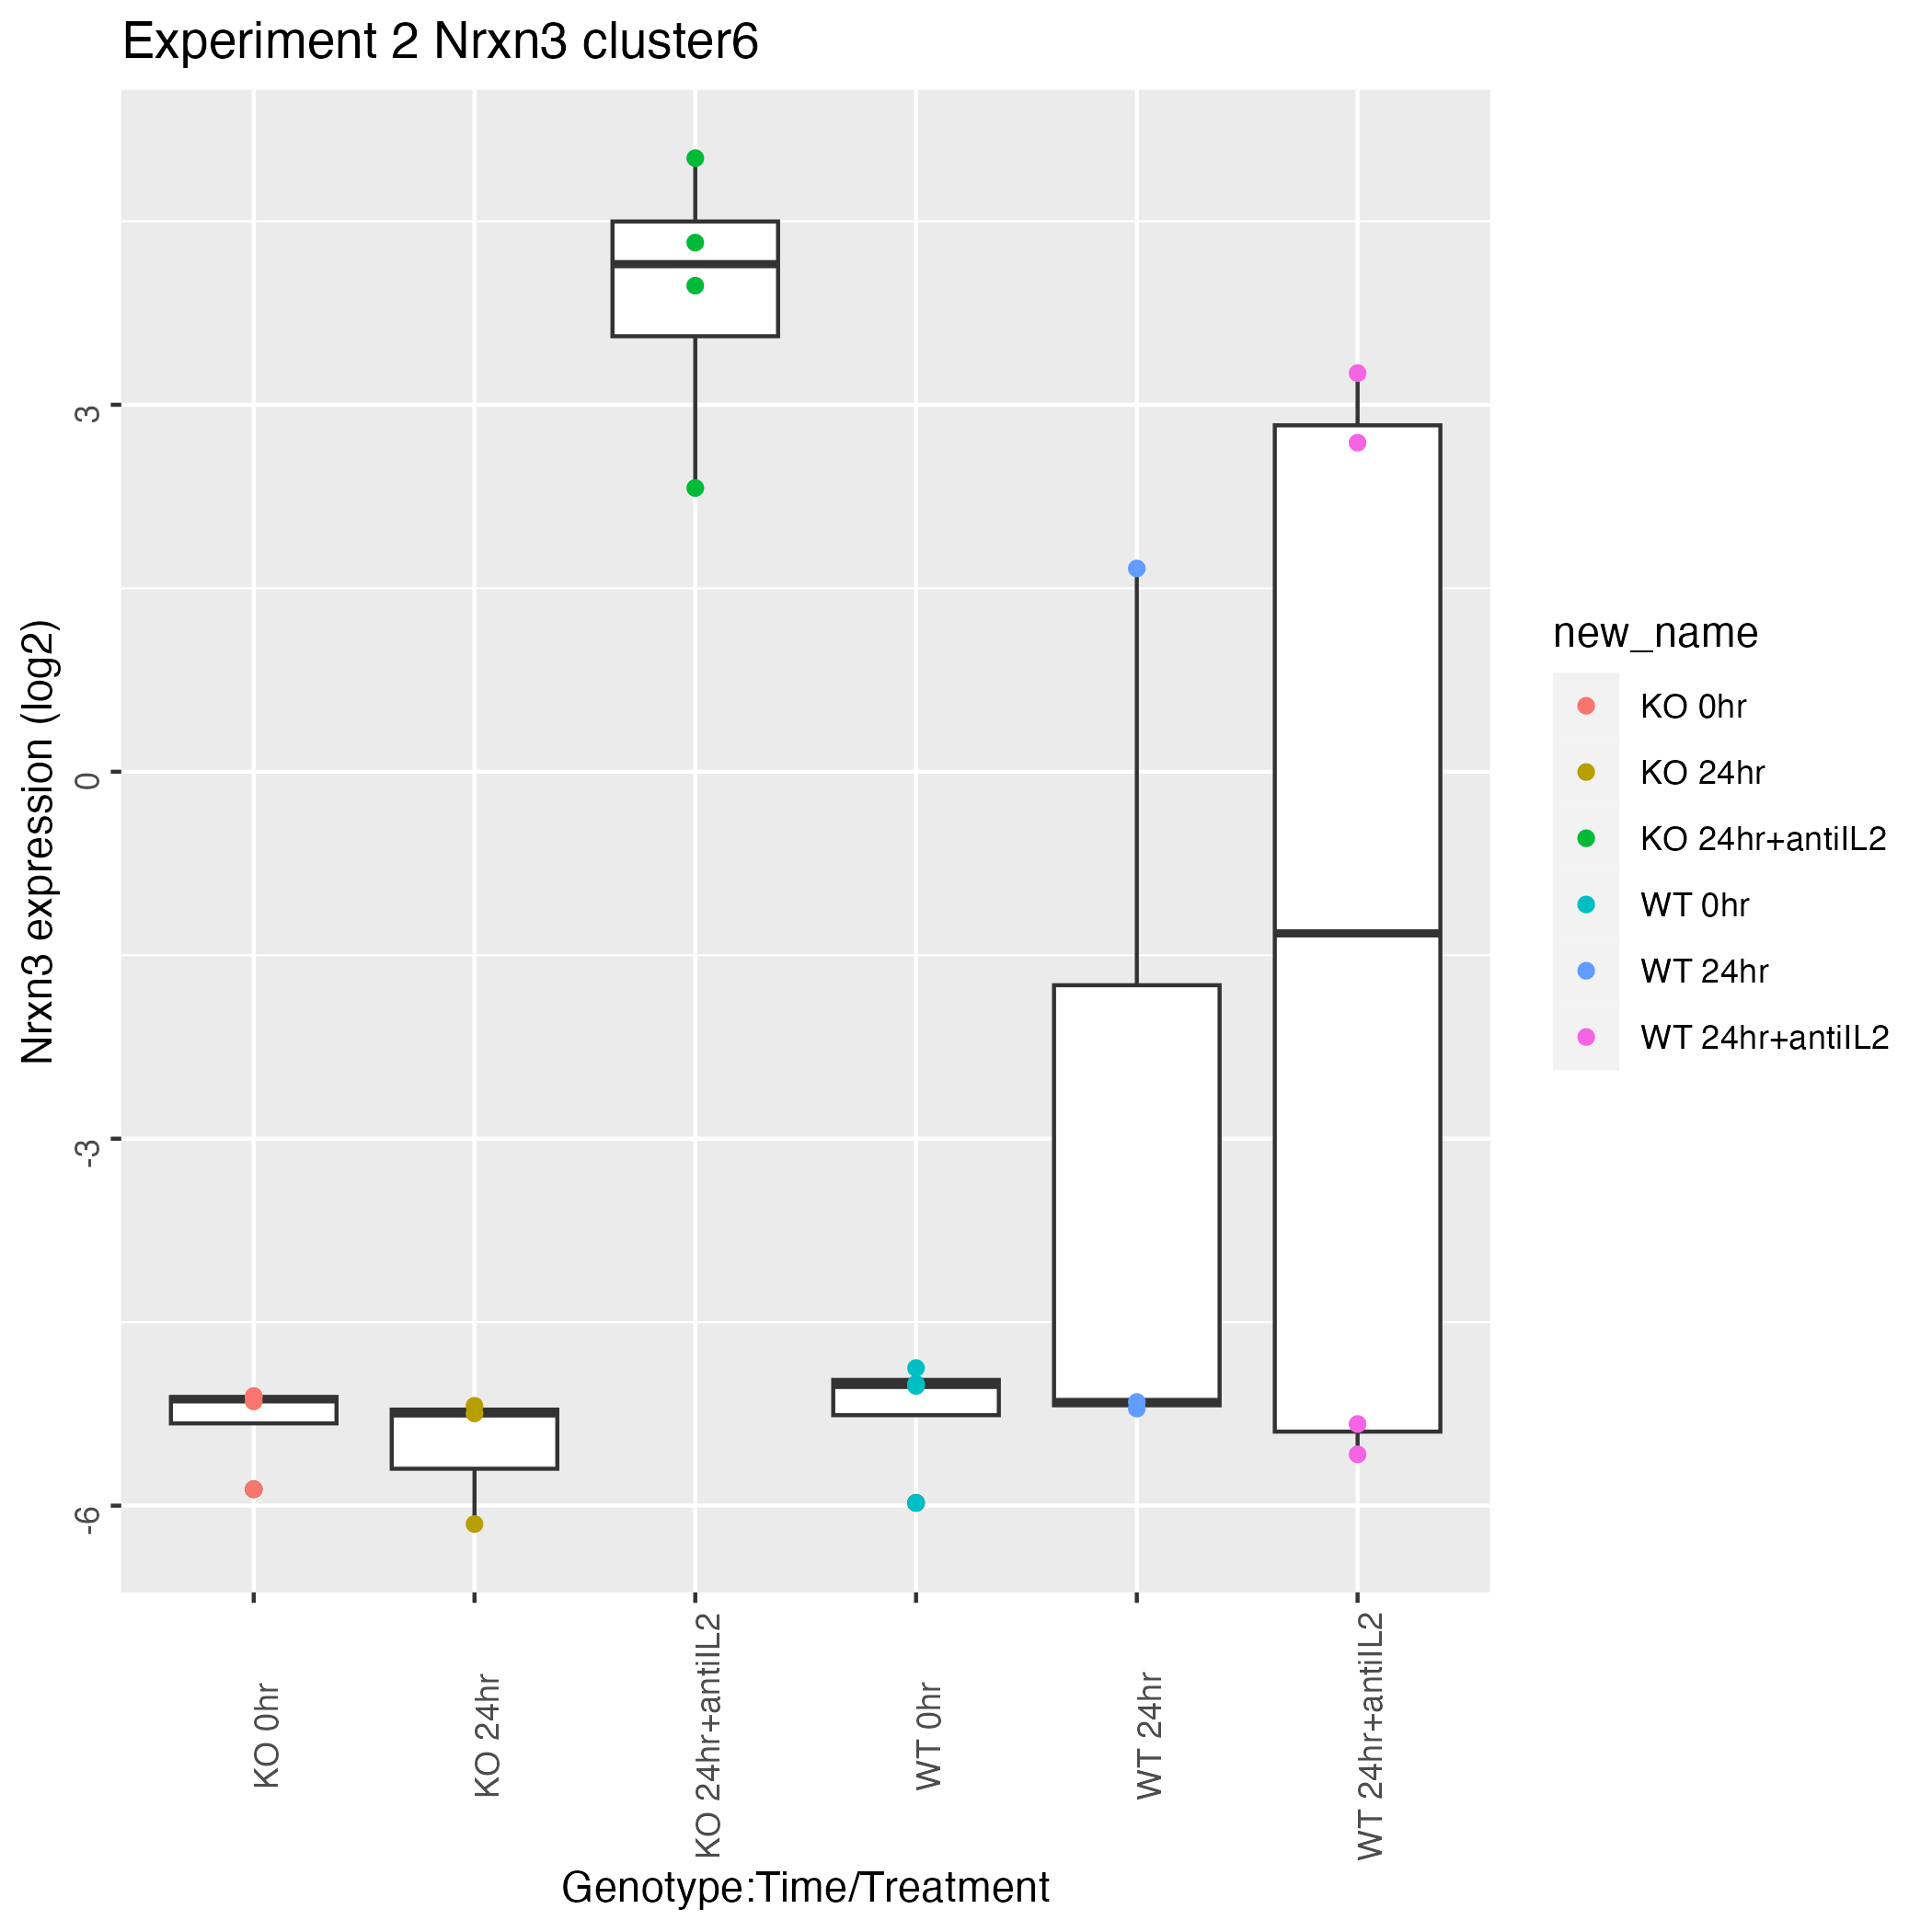 Experiment 2 Nrxn3 cluster6
Nrxn3 expression (log2)
3
0
-3
-6
KO 0hr
KO 24hr
KO 24hr+antiIL2
WT 0hr
WT 24hr
WT 24hr+antiIL2
Genotype:Time/Treatment
new_name
KO 0hr
KO 24hr
KO 24hr+antiIL2
WT 0hr
WT 24hr
WT 24hr+antiIL2